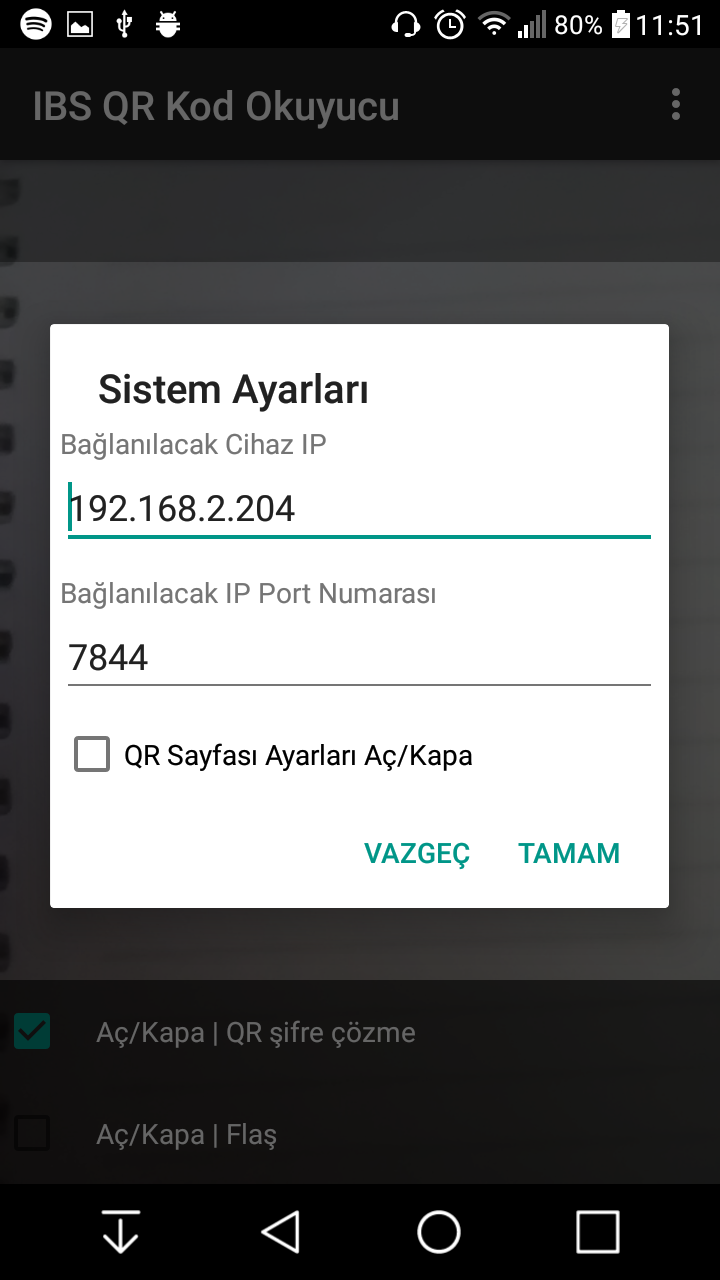 80% 11:51
IBS QR Kod Okuyucu
Sistem Ayarları
Bağlanılacak Cihaz IP
192.168.2.204
Bağlanılacak IP Port Numarası
7844
QR Sayfası Ayarları Aç/Kapa
VAZGEÇ TAMAM
Aç/Kapa | QR şifre çözme
Aç/Kapa | Flaş